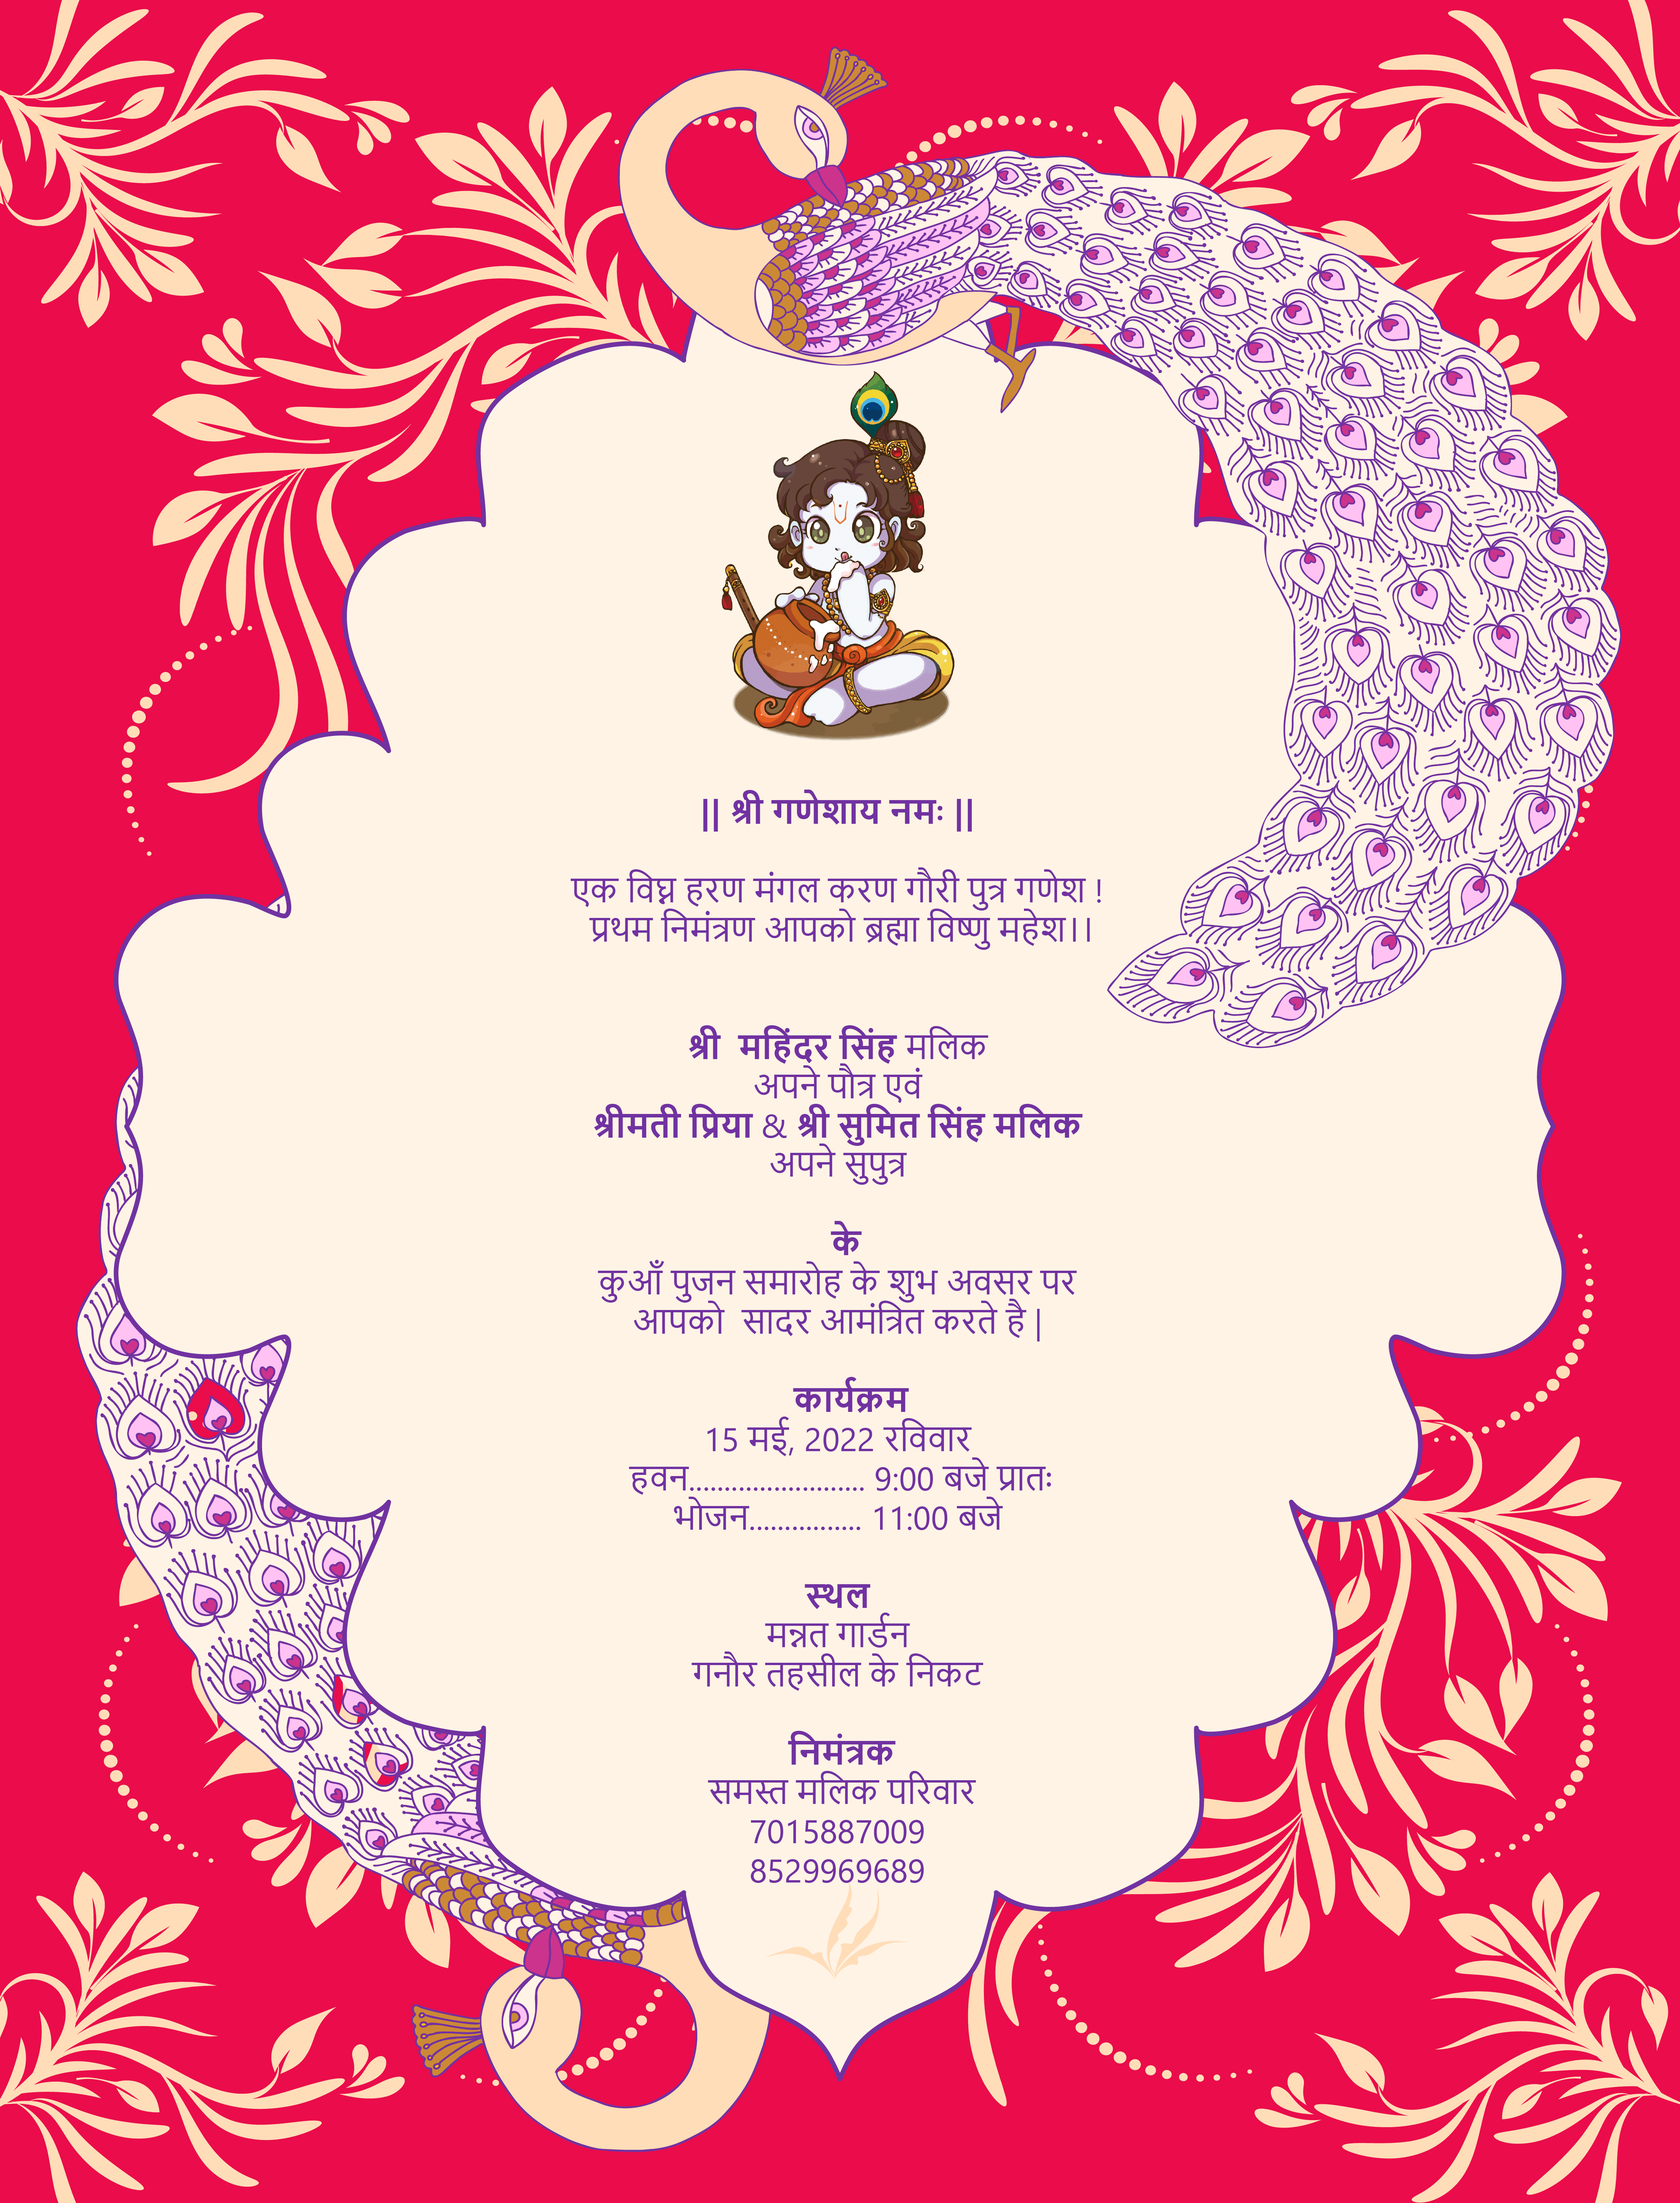 || श्री गणेशाय नमः ||
एक विघ्न हरण मंगल करण गौरी पुत्र गणेश !
प्रथम निमंत्रण आपको ब्रह्मा विष्णु महेश।।
श्री महिंदर सिंह मलिक
अपने पौत्र एवं
श्रीमती प्रिया & श्री सुमित सिंह मलिक
अपने सुपुत्र
के
कुआँ पुजन समारोह के शुभ अवसर पर
आपको सादर आमंत्रित करते है |
कार्यक्रम
15 मई, 2022 रविवार
हवन......................... 9:00 बजे प्रातः
भोजन................ 11:00 बजे
स्थल
मन्नत गार्डन
गनौर तहसील के निकट
निमंत्रक
समस्त मलिक परिवार
7015887009
8529969689